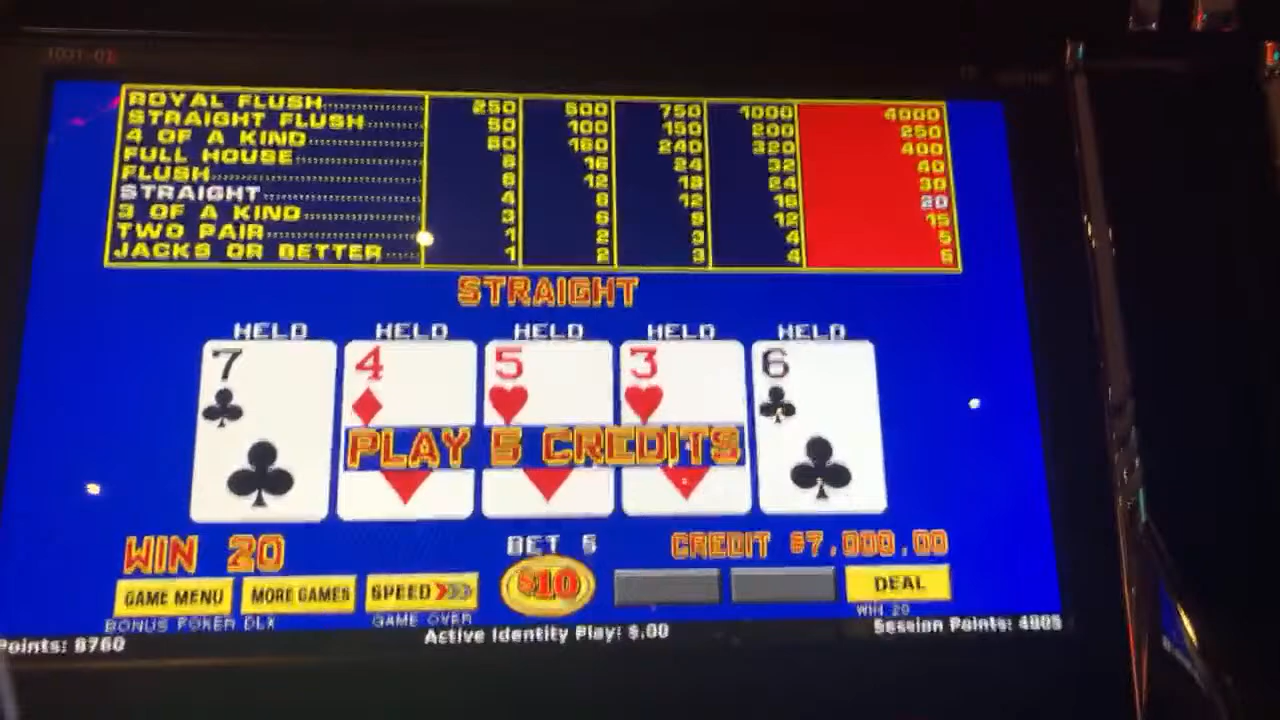 ROYAL FLUSH 250 500 750 1000 4000
STRAIGHT FLUSH 50 100 150 200 250
4 OF A KIND 80 160 240 320 400
FULL HOUSE 8 16 24 32 40
FLUSH 6 12 18 24 30
STRAIGHT 4 8 12 16 20
3 OF A KIND 3 6 9 12 15
TWO PAIR 1 2 3 4 5
JACKS OR BETTER 1 2 3 4 5
STRAIGHT
HELD HELD HELD HELD HELD
7 4 5 3 6
PLAY 5 CREDITS
WIN 20 BET 5 CREDIT $7,000.00
GAME MENU MORE GAMES SPEED $10 DEAL
BONUS POKER DLX GAME OVER WIN 20
Points: 8760 Active Identity Play: $.00 Session Points: 4905